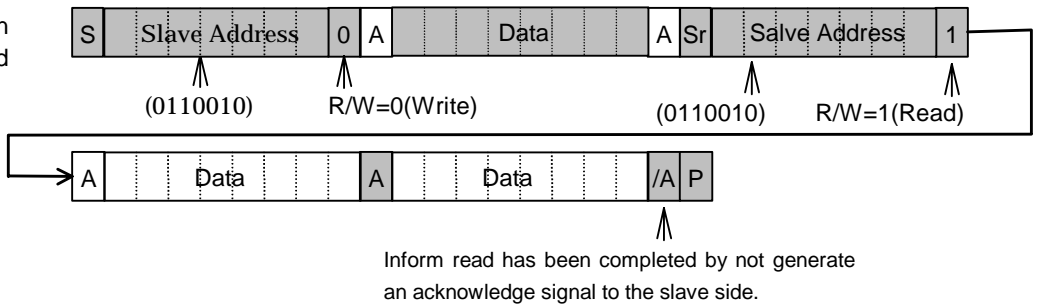 n
d
S Slave Address 0 A Data A Sr Salve Address 1
(0110010) R/W=0(Write) (0110010) R/W=1(Read)
A Data A Data /A P
Inform read has been completed by not generate
an acknowledge signal to the slave side.